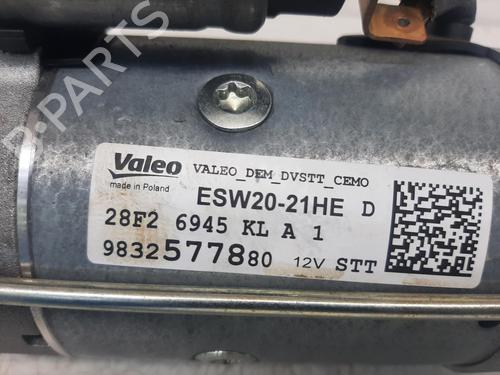 B-PARTS
Valeo
made in Poland
VALEO_DEM_DVSTT_CEMO
ESW20-21HE D
28F2 6945 KL A 1
9832577880 12V STT